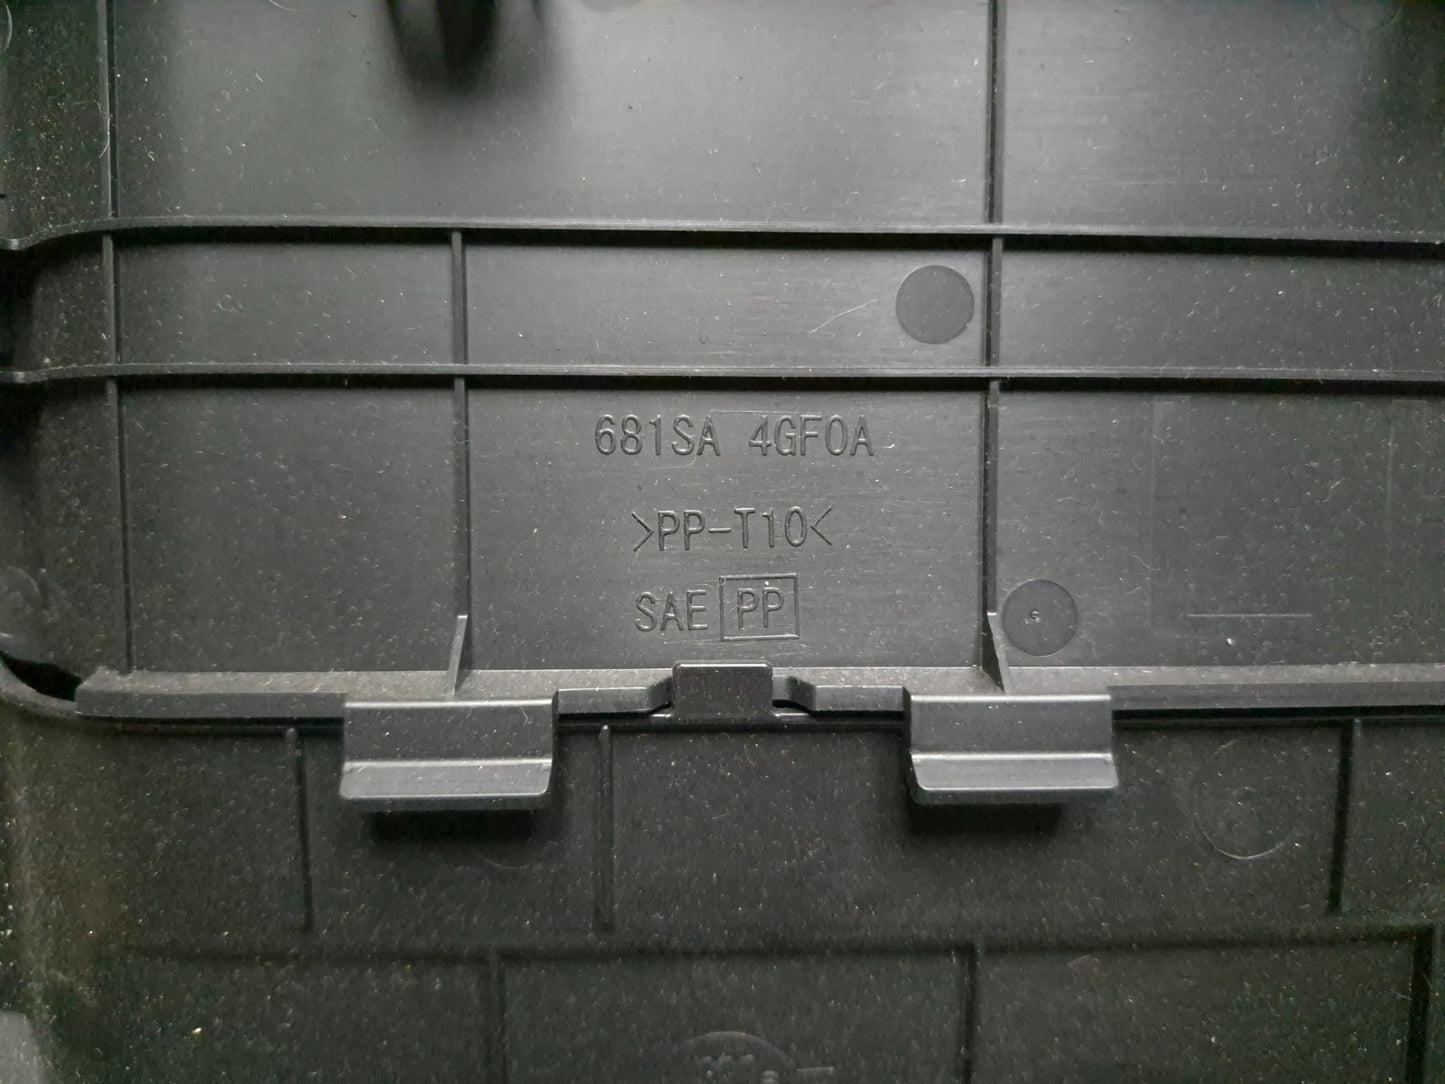 681SA 4GF0A
>PP-T10<
SAE PP